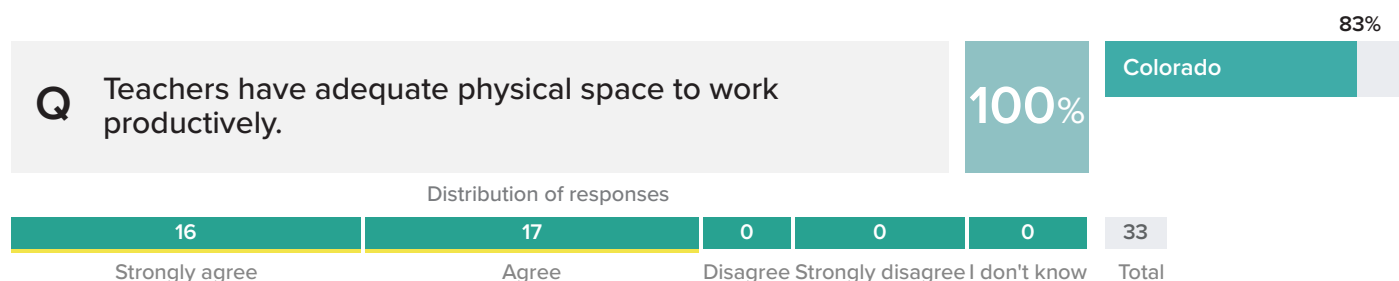 83%
Q Teachers have adequate physical space to work
productively.
100%
Colorado
Distribution of responses
16 17 0 0 0 33
Strongly agree Agree Disagree Strongly disagree I don't know Total